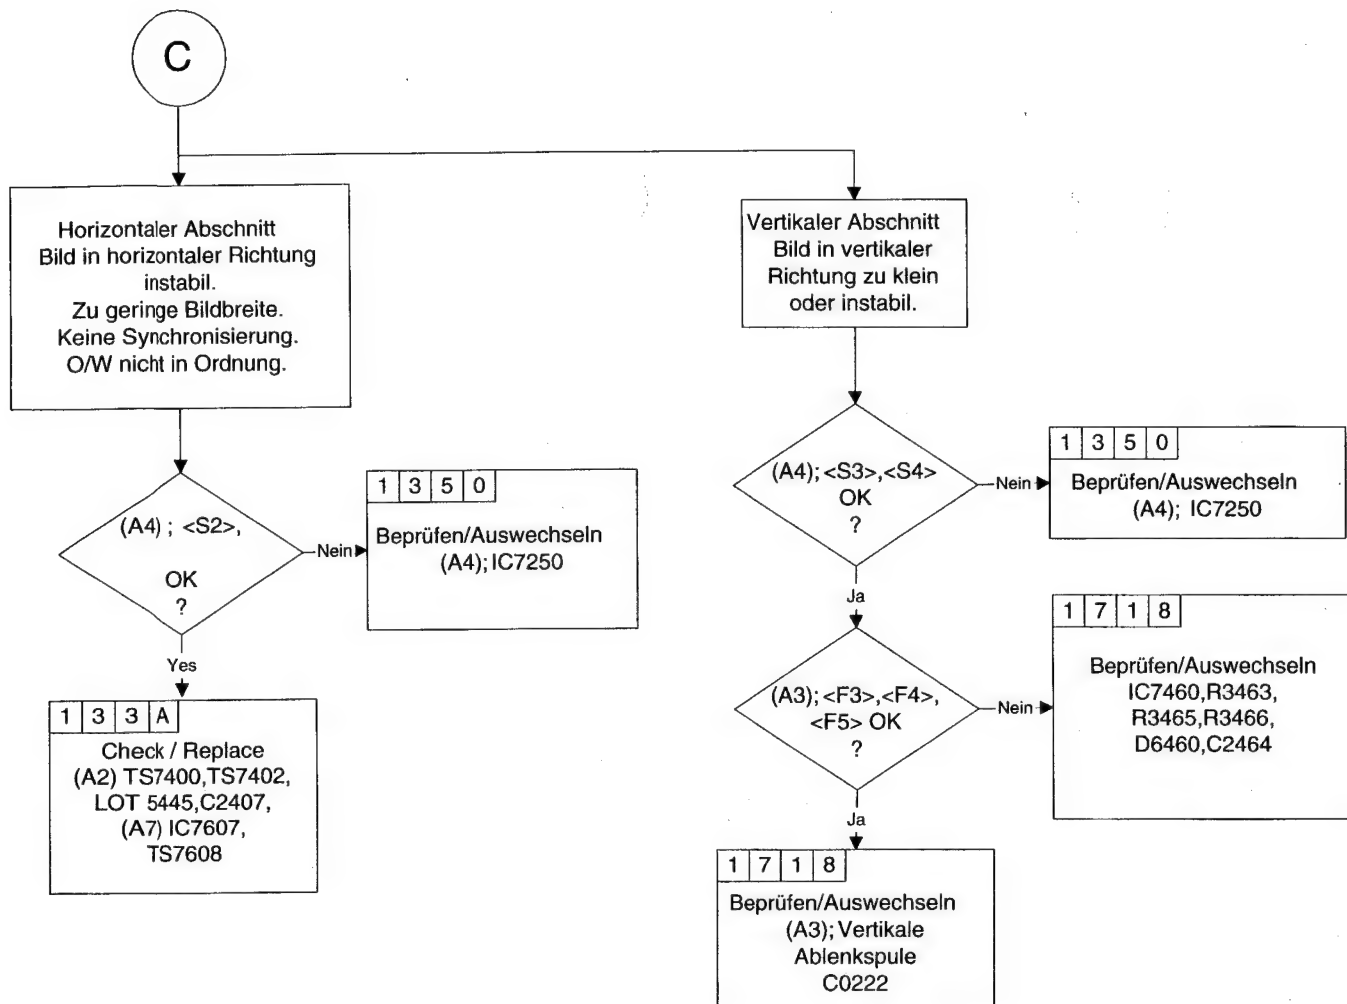 C
Horizontaler Abschnitt
Bild in horizontaler Richtung
instabil.
Zu geringe Bildbreite.
Keine Synchronisierung.
O/W nicht in Ordnung.
(A4) ; <S2>,
OK
?
Nein
1 3 5 0
Beprüfen/Auswechseln
(A4); IC7250
Yes
1 3 3 A
Check / Replace
(A2) TS7400,TS7402,
LOT 5445,C2407,
(A7) IC7607,
TS7608
Vertikaler Abschnitt
Bild in vertikaler
Richtung zu klein
oder instabil.
(A4); <S3>,<S4>
OK
?
Nein
1 3 5 0
Beprüfen/Auswechseln
(A4); IC7250
Ja
(A3); <F3>,<F4>,
<F5> OK
?
Nein
1 7 1 8
Beprüfen/Auswechseln
IC7460,R3463,
R3465,R3466,
D6460,C2464
Ja
1 7 1 8
Beprüfen/Auswechseln
(A3); Vertikale
Ablenkspule
C0222